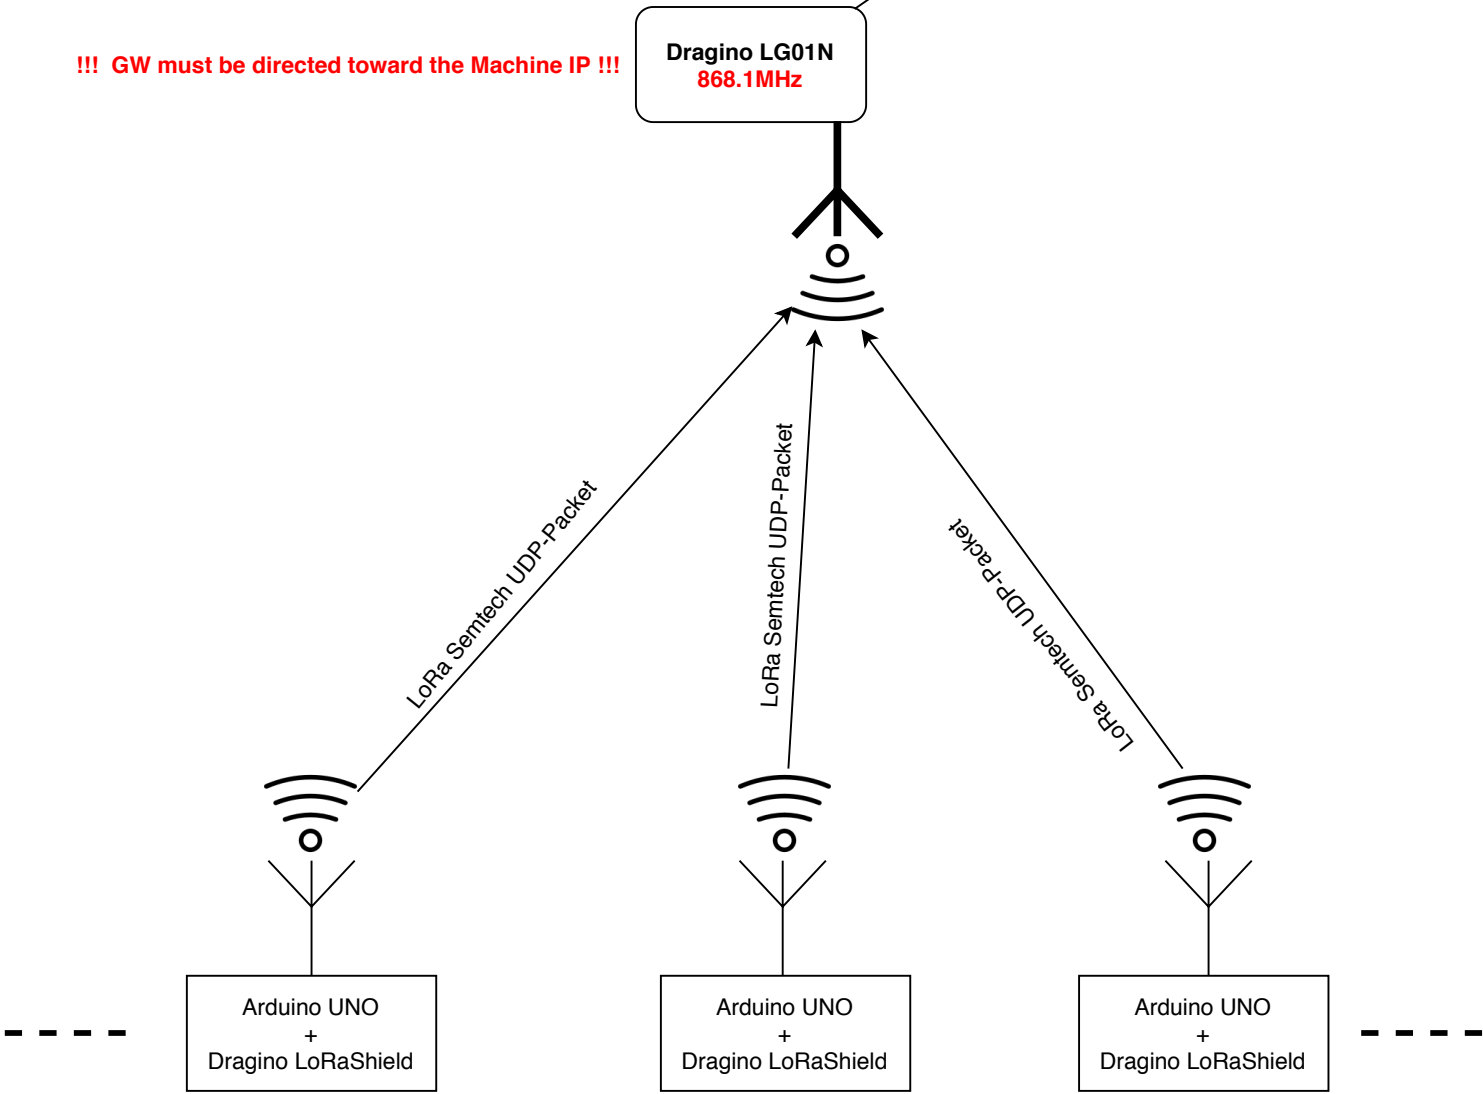 !!! GW must be directed toward the Machine IP !!!
Dragino LG01N
868.1MHz
LoRa Semtech UDP-Packet
LoRa Semtech UDP-Packet
LoRa Semtech UDP-Packet
Arduino UNO
+
Dragino LoRaShield
Arduino UNO
+
Dragino LoRaShield
Arduino UNO
+
Dragino LoRaShield